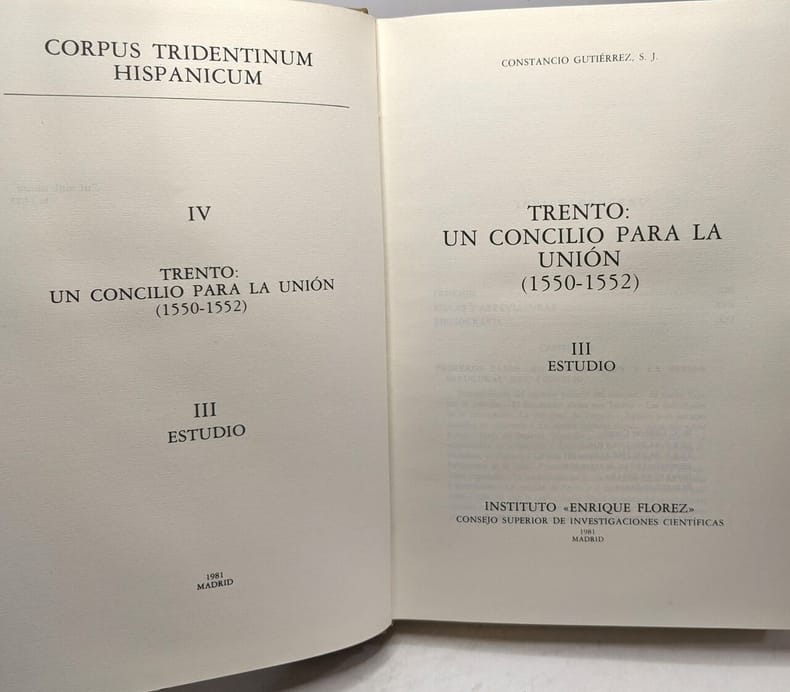 CORPUS TRIDENTINUM
HISPANICUM
IV
TRENTO:
UN CONCILIO PARA LA UNIÓN
(1550-1552)
III
ESTUDIO
1981
MADRID
CONSTANCIO GUTIÉRREZ, S. J.
TRENTO:
UN CONCILIO PARA LA
UNIÓN
(1550-1552)
III
ESTUDIO
INSTITUTO «ENRIQUE FLOREZ»
CONSEJO SUPERIOR DE INVESTIGACIONES CIENTÍFICAS
1981
MADRID